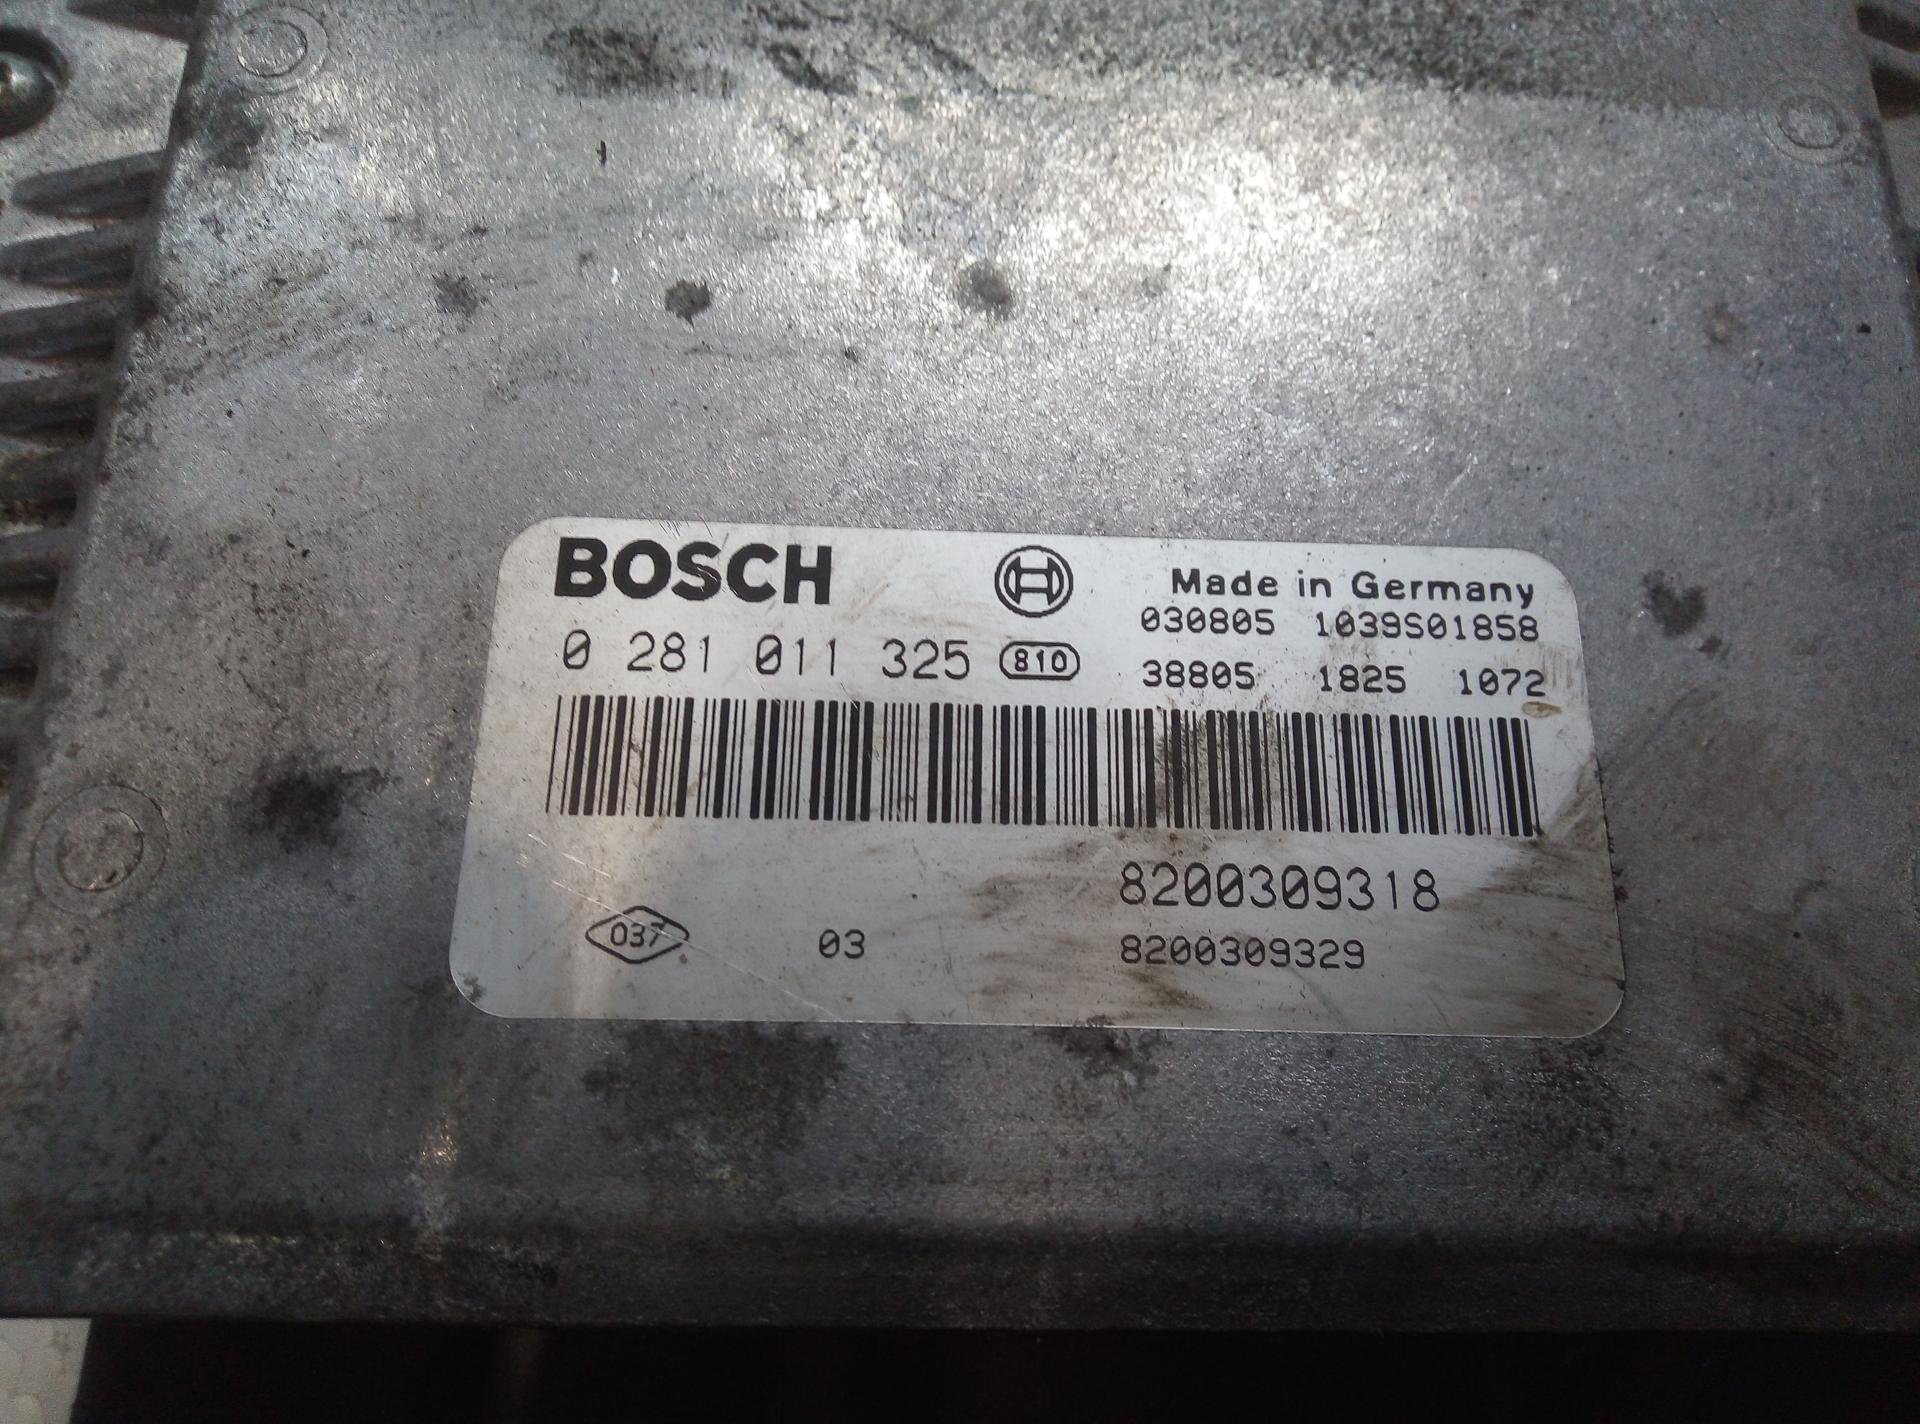 BOSCH
Made in Germany
030805 1039S01858
0 281 011 325 810
38805 1825 1072
8200309318
037 03 8200309329